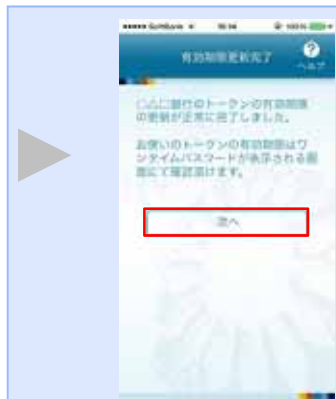 SoftBank
100%
有効期限更新完了
?
ヘルプ
○△□銀行のトークンの有効期限
の更新が正常に完了しました。
お使いのトークンの有効期限はワ
ンタイムパスワードが表示される画
面にて確認頂けます。
次へ